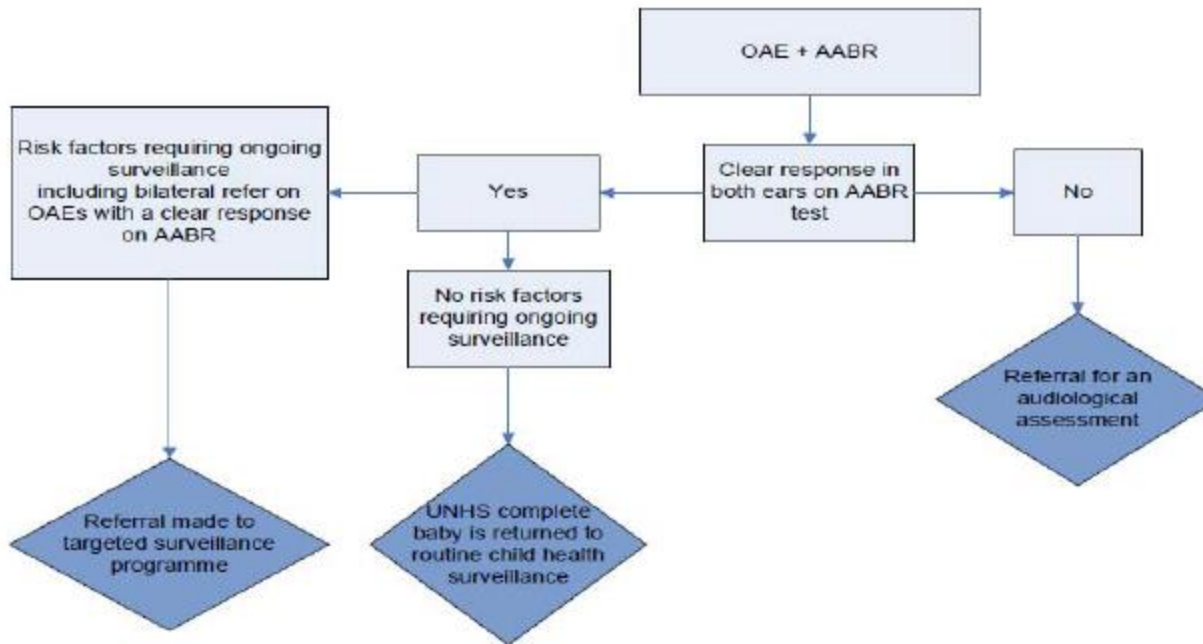 OAE + AABR
Risk factors requiring ongoing
surveillance
including bilateral refer on
OAEs with a clear response
on AABR
Yes
Clear response in
both ears on AABR
test
No
No risk factors
requiring ongoing
surveillance
Referral for an
audiological
assessment
Referral made to
targeted surveillance
programme
UNHS complete
baby is returned to
routine child health
surveillance